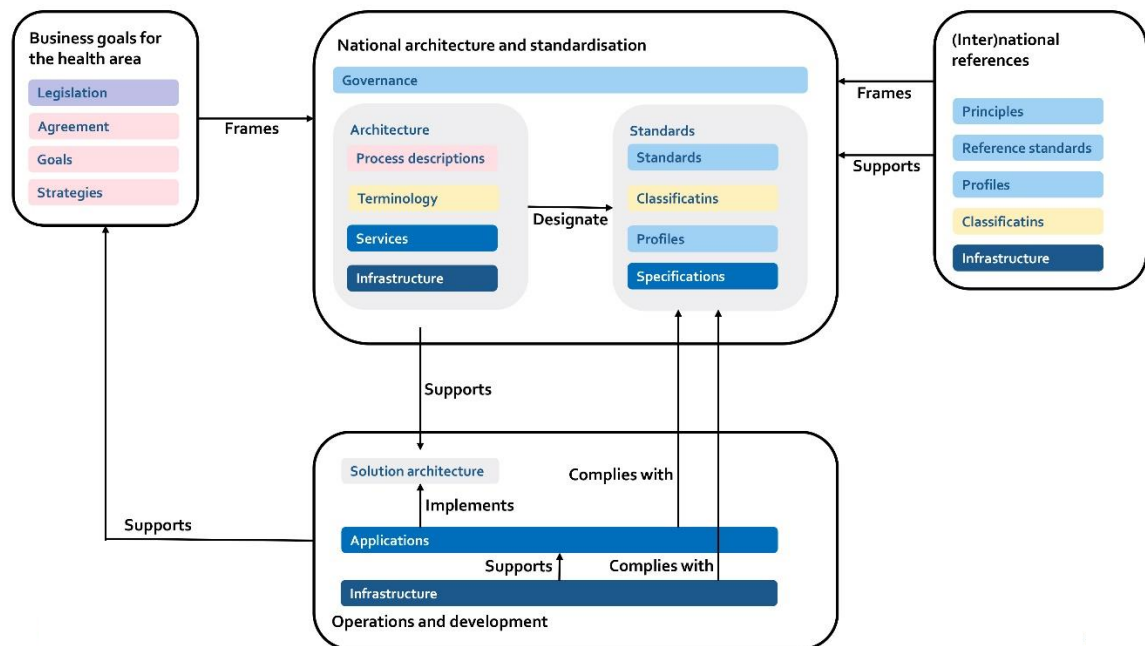 Business goals for
the health area
Legislation
Agreement
Goals
Strategies
Frames
National architecture and standardisation
Governance
Architecture
Process descriptions
Terminology
Services
Infrastructure
Designate
Standards
Standards
Classificatins
Profiles
Specifications
Frames
Supports
(Inter)national
references
Principles
Reference standards
Profiles
Classificatins
Infrastructure
Supports
Supports
Solution architecture
Implements
Complies with
Applications
Supports
Complies with
Infrastructure
Operations and development